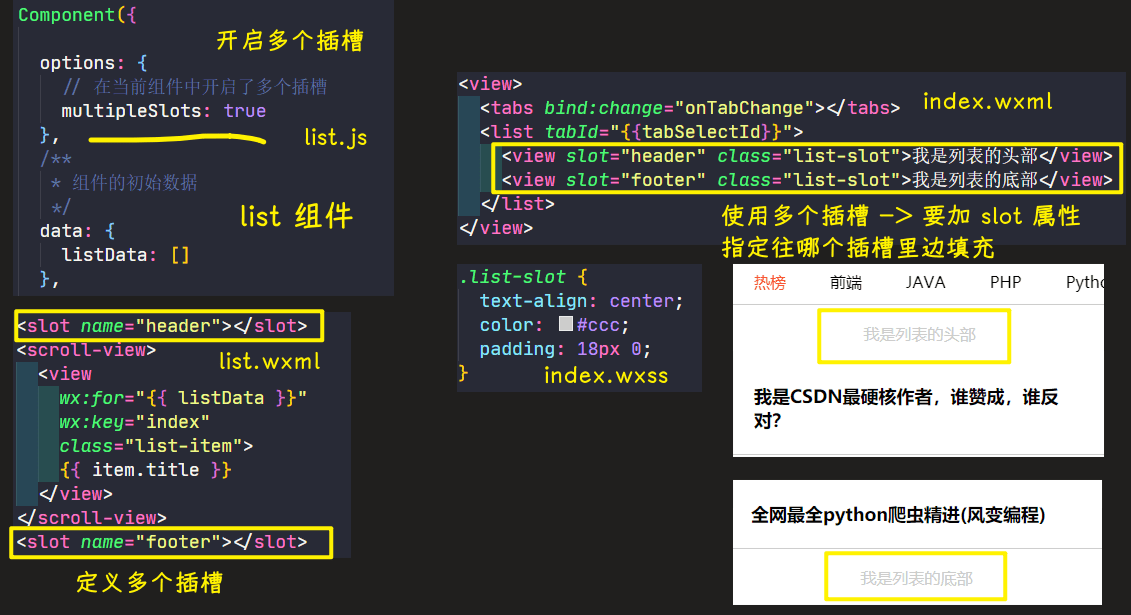 Component({
开启多个插槽
options: {
// 在当前组件中开启了多个插槽
multipleSlots: true
},
list.js
/**
* 组件的初始数据
*/
list 组件
data: {
listData: []
},
<slot name="header"></slot>
<scroll-view>
list.wxml
<view
wx:for="{{ listData }}"
wx:key="index"
class="list-item">
{{ item.title }}
</view>
</scroll-view>
<slot name="footer"></slot>
定义多个插槽
<view>
<tabs bind:change="onTabChange"></tabs>
index.wxml
<list tabId="{{tabSelectId}}">
<view slot="header" class="list-slot">我是列表的头部</view>
<view slot="footer" class="list-slot">我是列表的底部</view>
</list>
</view>
使用多个插槽 -> 要加 slot 属性
指定往哪个插槽里边填充
.list-slot {
text-align: center;
color: #ccc;
padding: 18px 0;
}
index.wxss
热榜 前端 JAVA PHP Pytho
我是列表的头部
我是CSDN最硬核作者，谁赞成，谁反
对？
全网最全python爬虫精进(风变编程)
我是列表的底部